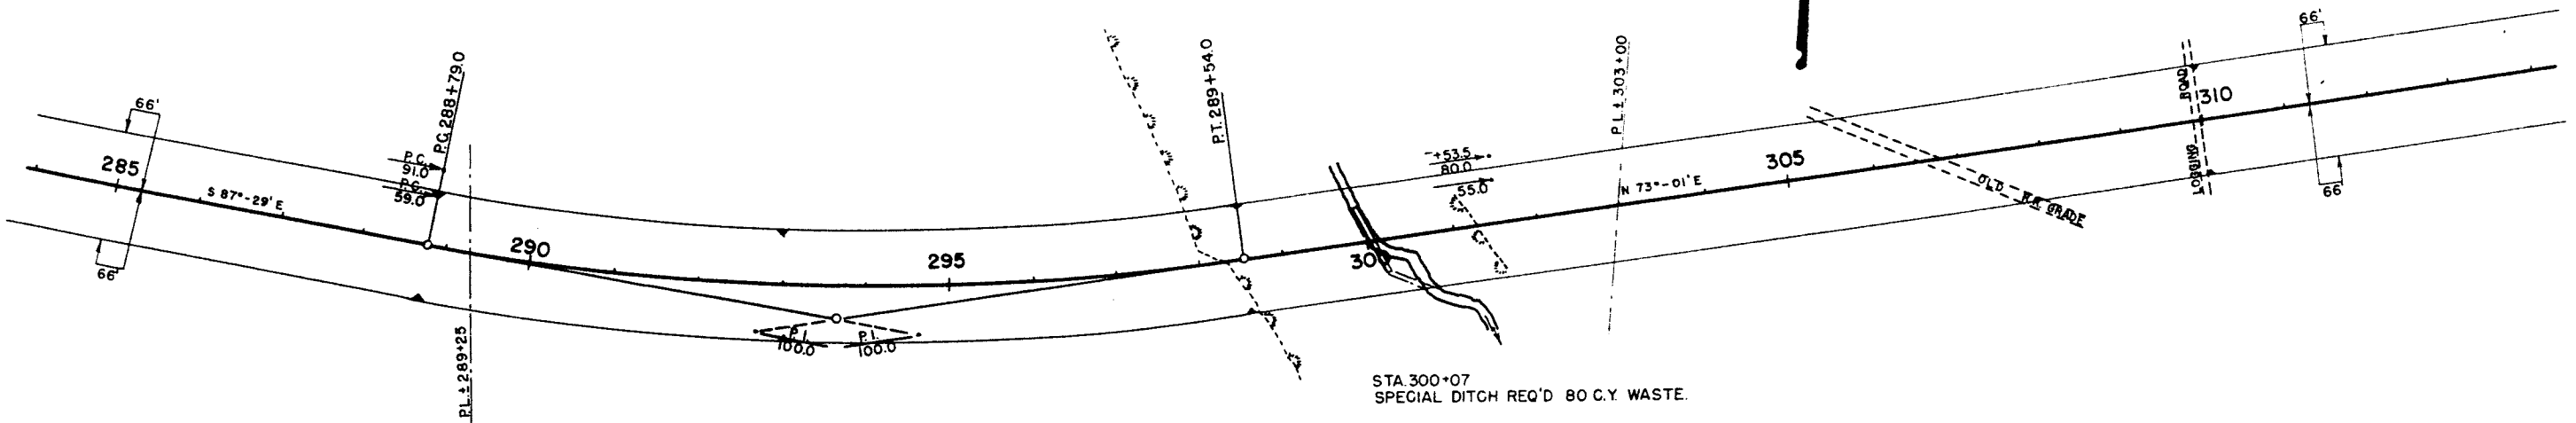 66'
285
S 87°-29' E
66'
P.C. 288+79.0
P.C.
91.0
P.C.
59.0
P.L. ± 289+25
290
P.I.
100.0
P.I.
100.0
295
P.T. 289+54.0
300
-+53.5
80.0
55.0
P.L. ± 303+00
N 73°-01' E
305
OLD R.R. GRADE
LOGGING ROAD
310
66'
66'
STA. 300+07
SPECIAL DITCH REQ'D 80 C.Y. WASTE.